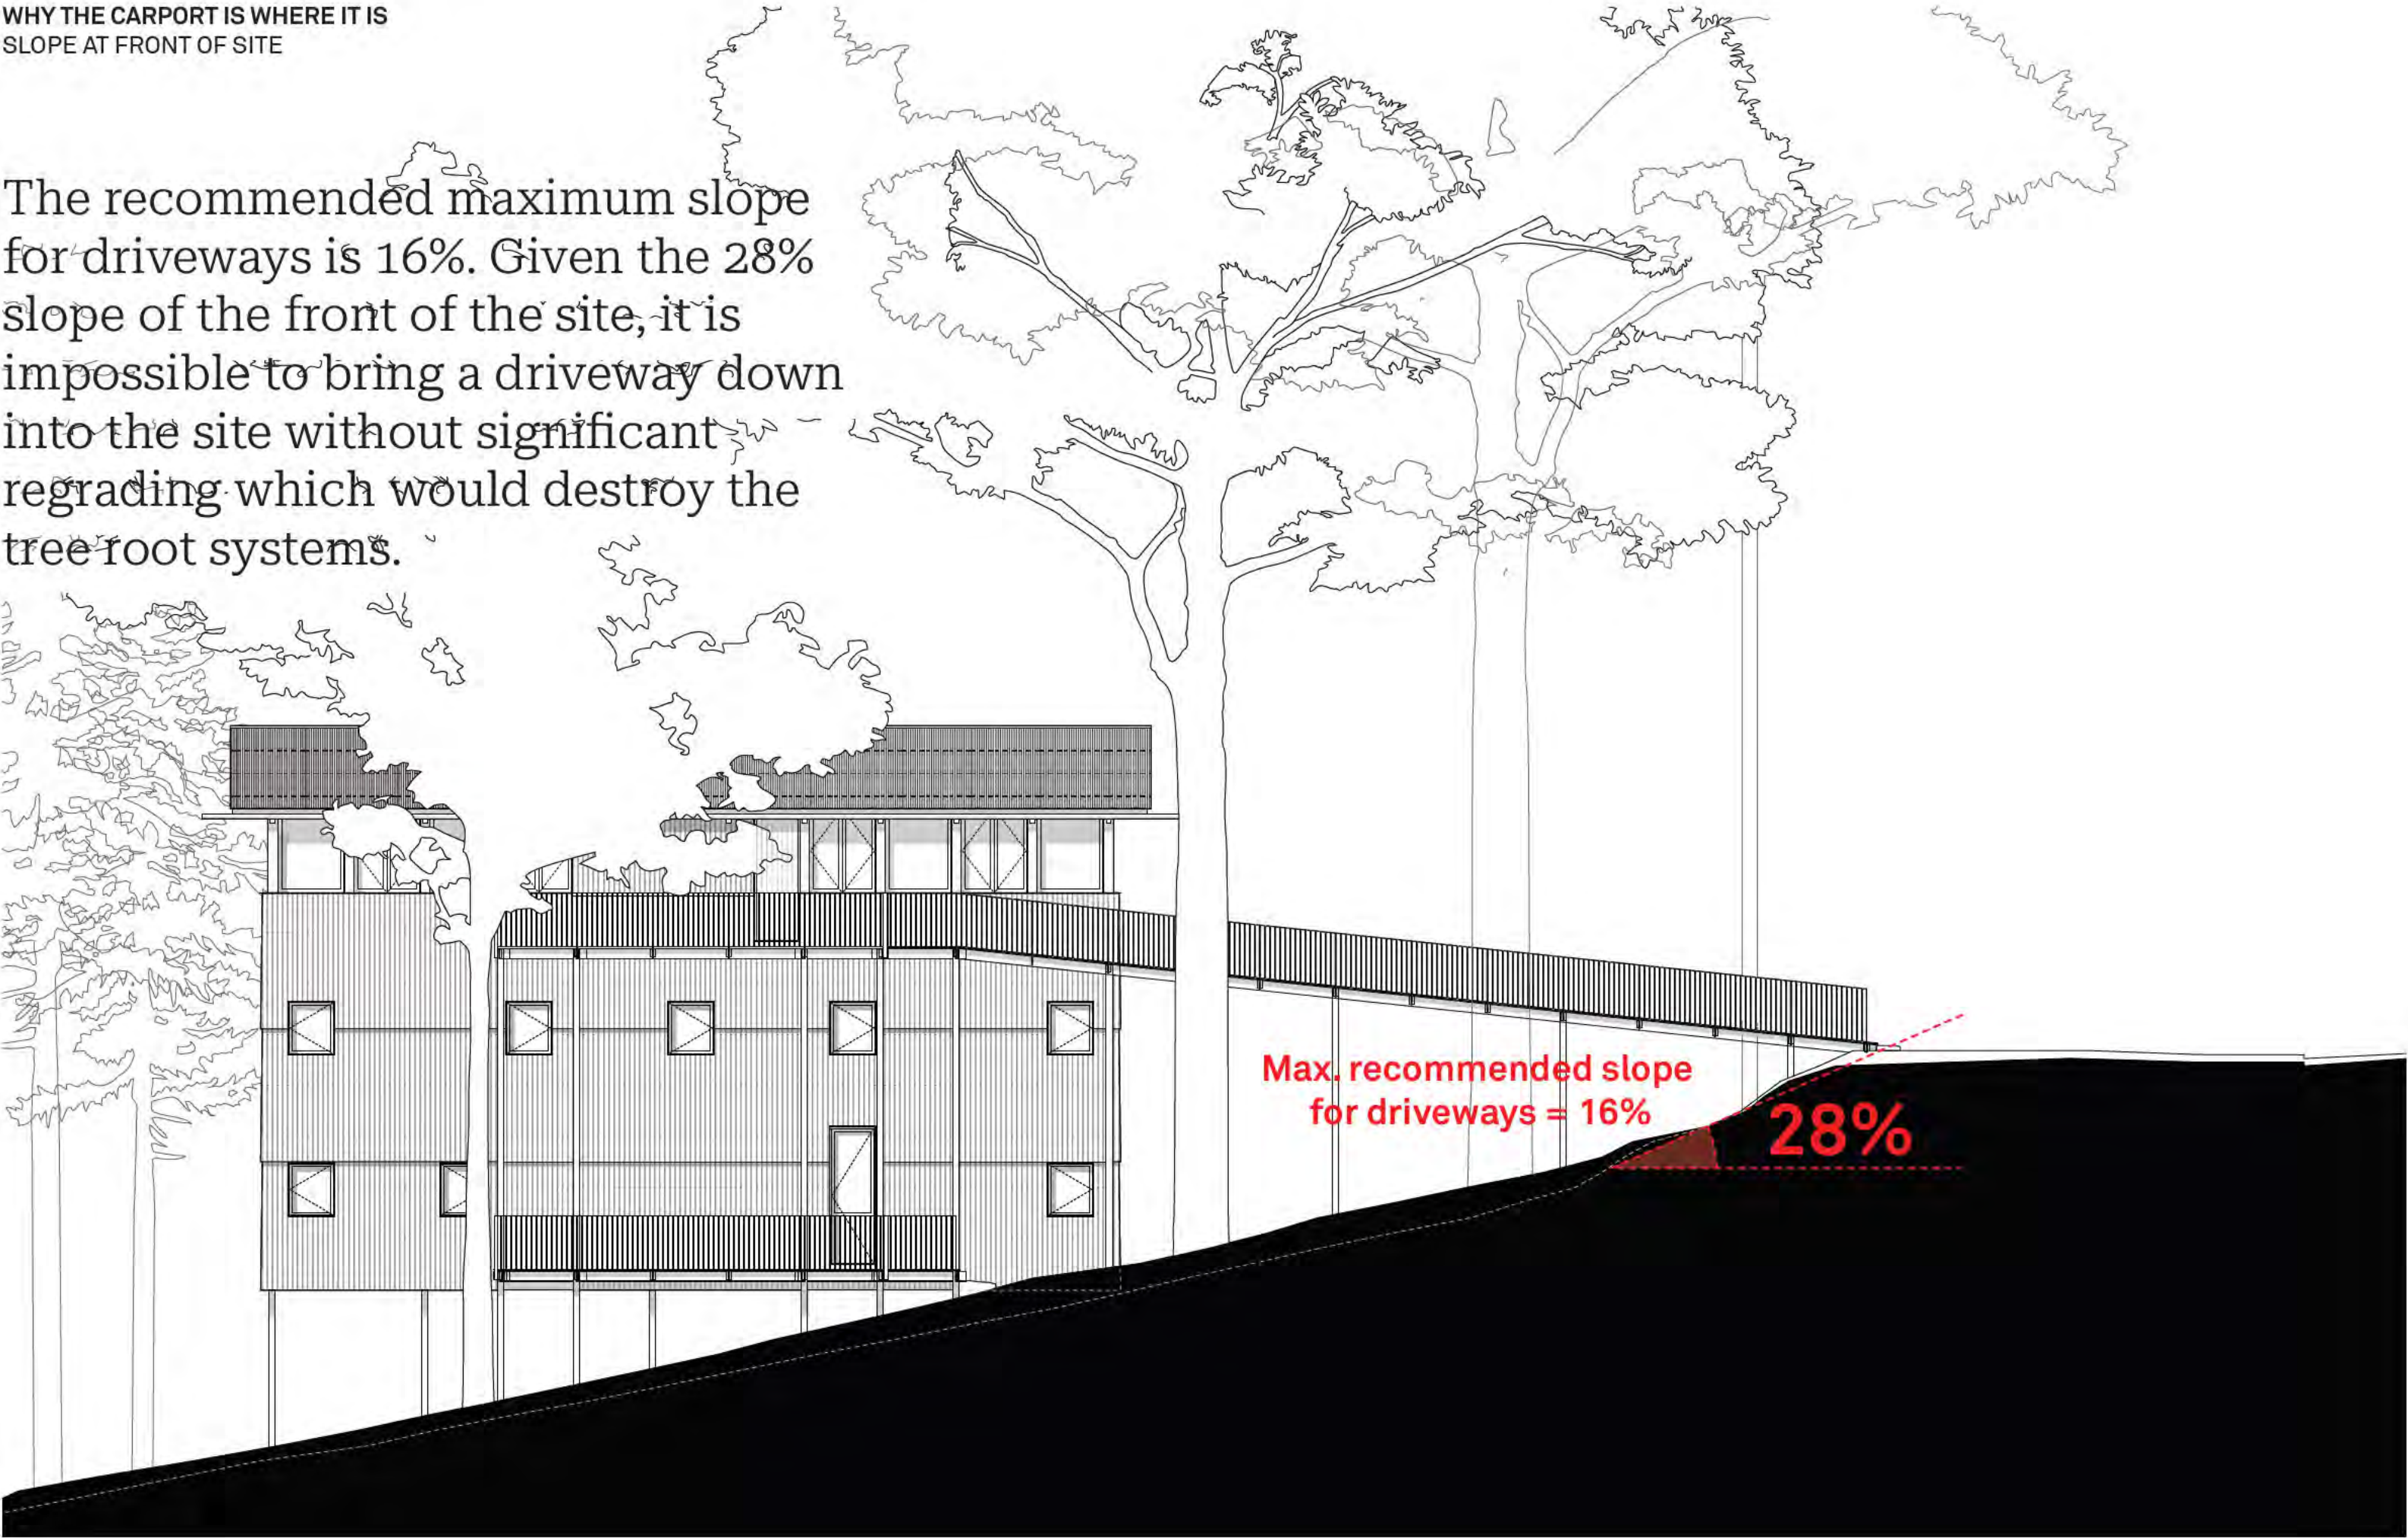 WHY THE CARPORT IS WHERE IT IS
SLOPE AT FRONT OF SITE
The recommended maximum slope
for driveways is 16%. Given the 28%
slope of the front of the site, it is
impossible to bring a driveway down
into the site without significant
regrading which would destroy the
tree root systems.
Max. recommended slope
for driveways = 16%
28%